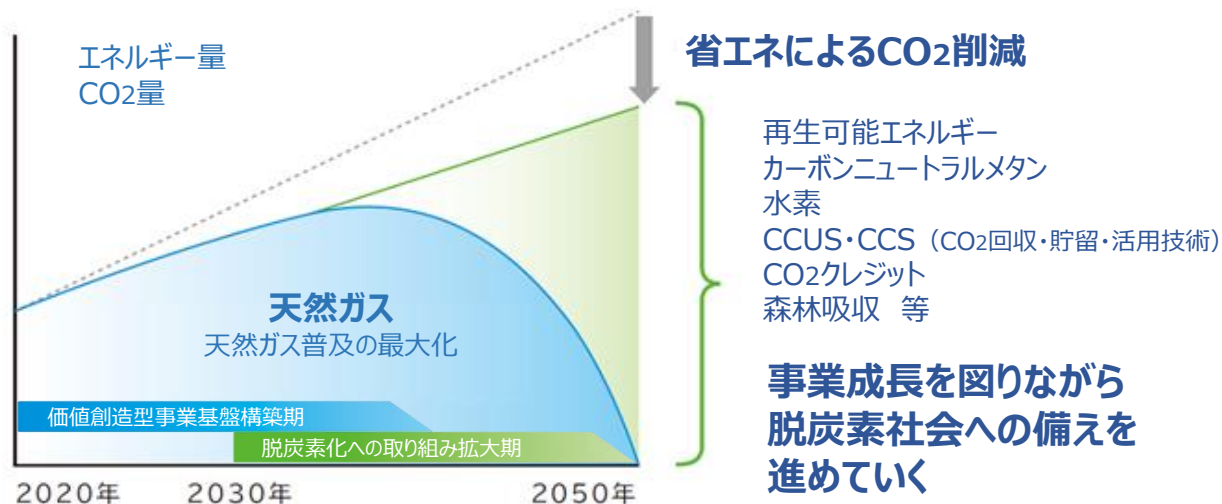 エネルギー量
CO2量
省エネによるCO2削減
再生可能エネルギー
カーボンニュートラルメタン
水素
CCUS・CCS（CO2回収・貯留・活用技術）
CO2クレジット
森林吸収　等
天然ガス
天然ガス普及の最大化
事業成長を図りながら
脱炭素社会への備えを
進めていく
価値創造型事業基盤構築期
脱炭素化への取り組み拡大期
2020年
2030年
2050年